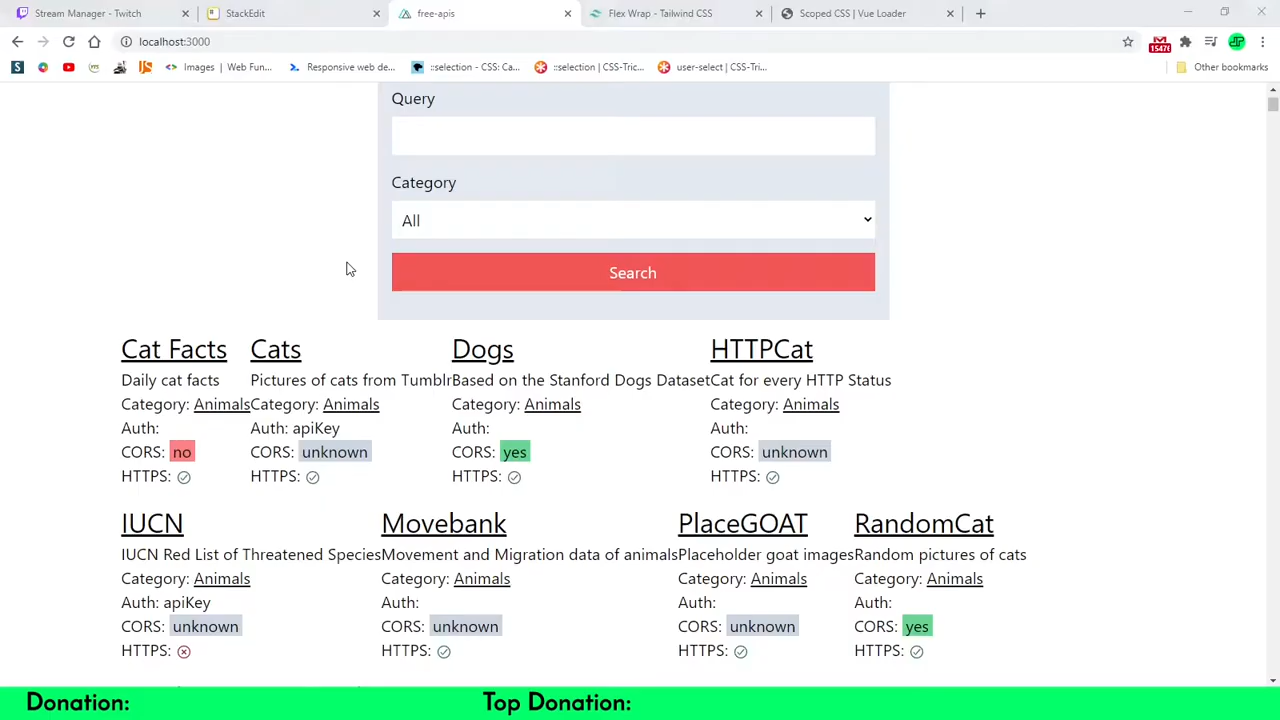 Stream Manager - Twitch
StackEdit
free-apis
Flex Wrap - Tailwind CSS
Scoped CSS | Vue Loader
localhost:3000
Images | Web Fun...
Responsive web de...
::selection - CSS: Ca...
::selection | CSS-Tric...
user-select | CSS-Tr...
Other bookmarks
Query
Category
All
Search
Cat Facts Cats Dogs HTTPCat
Daily cat facts Pictures of cats from Tumblr Based on the Stanford Dogs Dataset Cat for every HTTP Status
Category: Animals Category: Animals Category: Animals Category: Animals
Auth: Auth: apiKey Auth: Auth:
CORS: no CORS: unknown CORS: yes CORS: unknown
HTTPS: HTTPS: HTTPS: HTTPS:
IUCN Movebank PlaceGOAT RandomCat
IUCN Red List of Threatened Species Movement and Migration data of animals Placeholder goat images Random pictures of cats
Category: Animals Category: Animals Category: Animals Category: Animals
Auth: apiKey Auth: Auth: Auth:
CORS: unknown CORS: unknown CORS: unknown CORS: yes
HTTPS: HTTPS: HTTPS: HTTPS:
Donation: Top Donation: